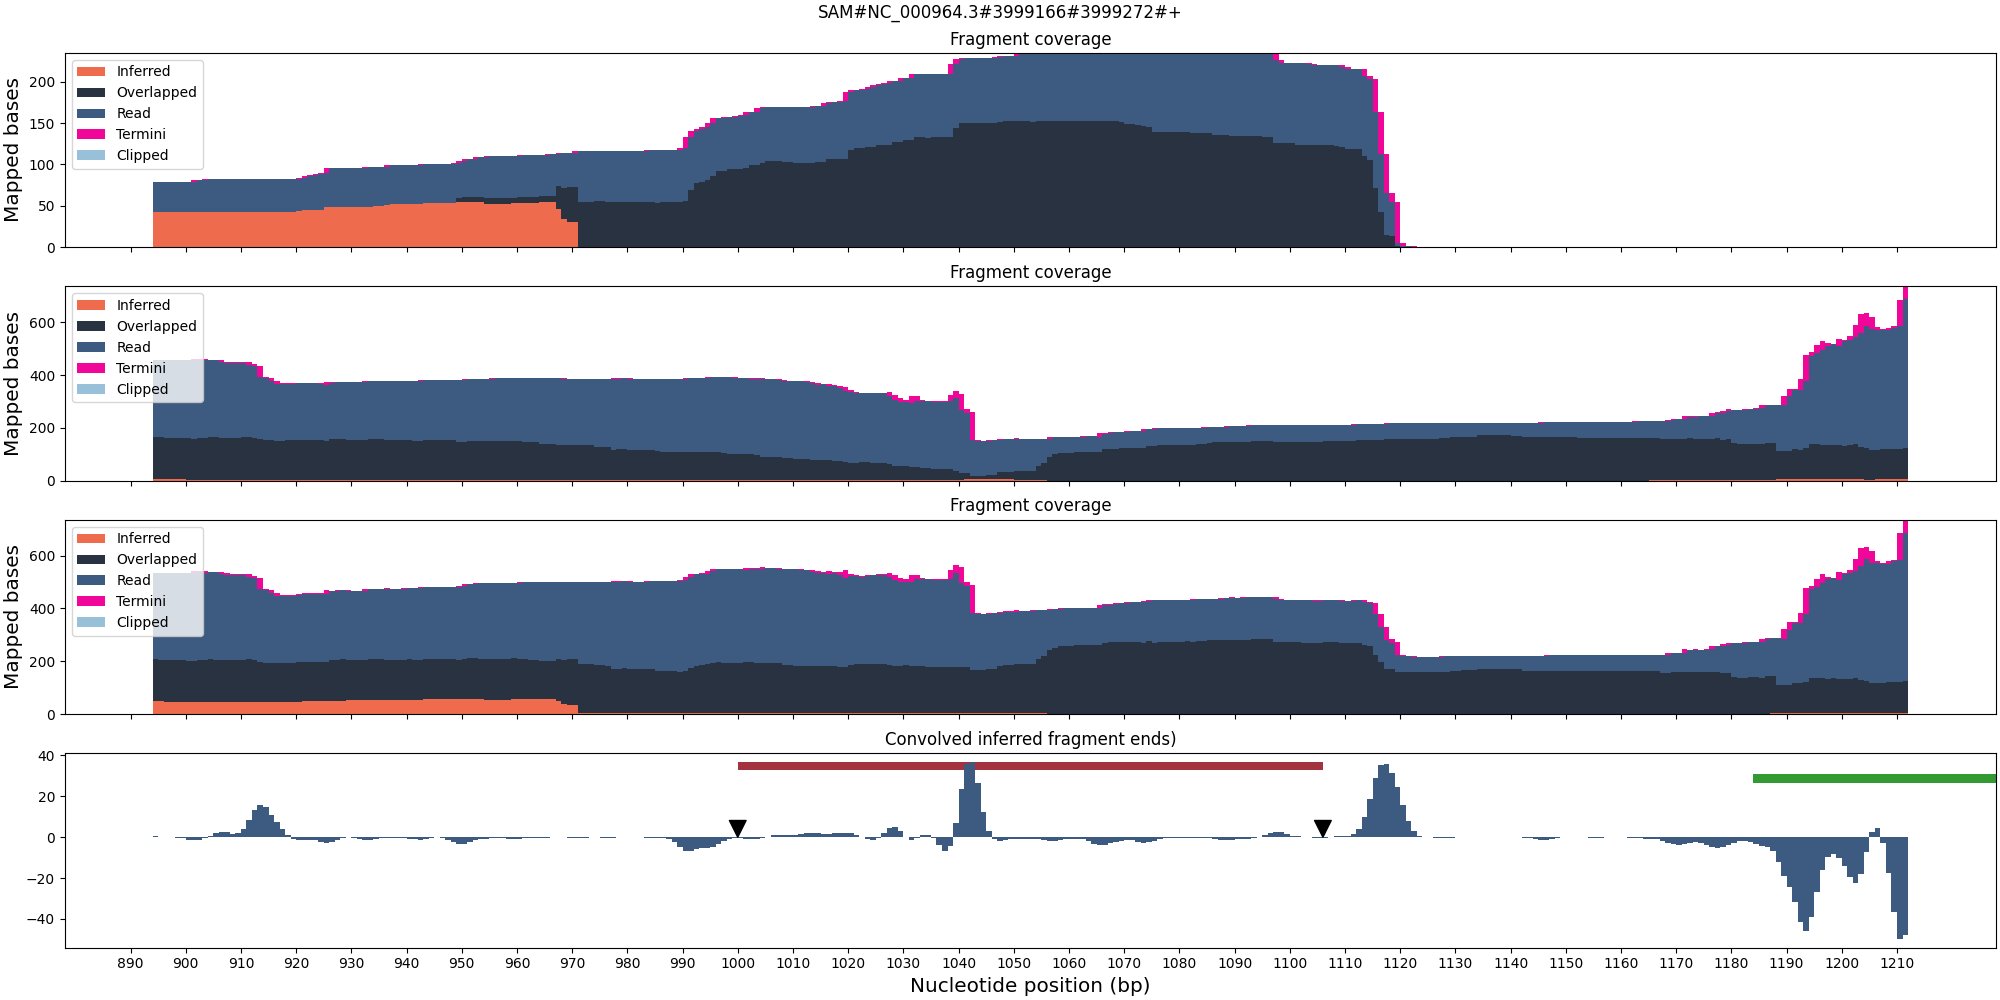 SAM#NC_000964.3#3999166#3999272#+
Fragment coverage
Mapped bases
200
150
100
50
0
Inferred
Overlapped
Read
Termini
Clipped
Fragment coverage
Mapped bases
600
400
200
0
Inferred
Overlapped
Read
Termini
Clipped
Fragment coverage
Mapped bases
600
400
200
0
Inferred
Overlapped
Read
Termini
Clipped
Convolved inferred fragment ends)
40
20
0
−20
−40
890 900 910 920 930 940 950 960 970 980 990 1000 1010 1020 1030 1040 1050 1060 1070 1080 1090 1100 1110 1120 1130 1140 1150 1160 1170 1180 1190 1200 1210
Nucleotide position (bp)